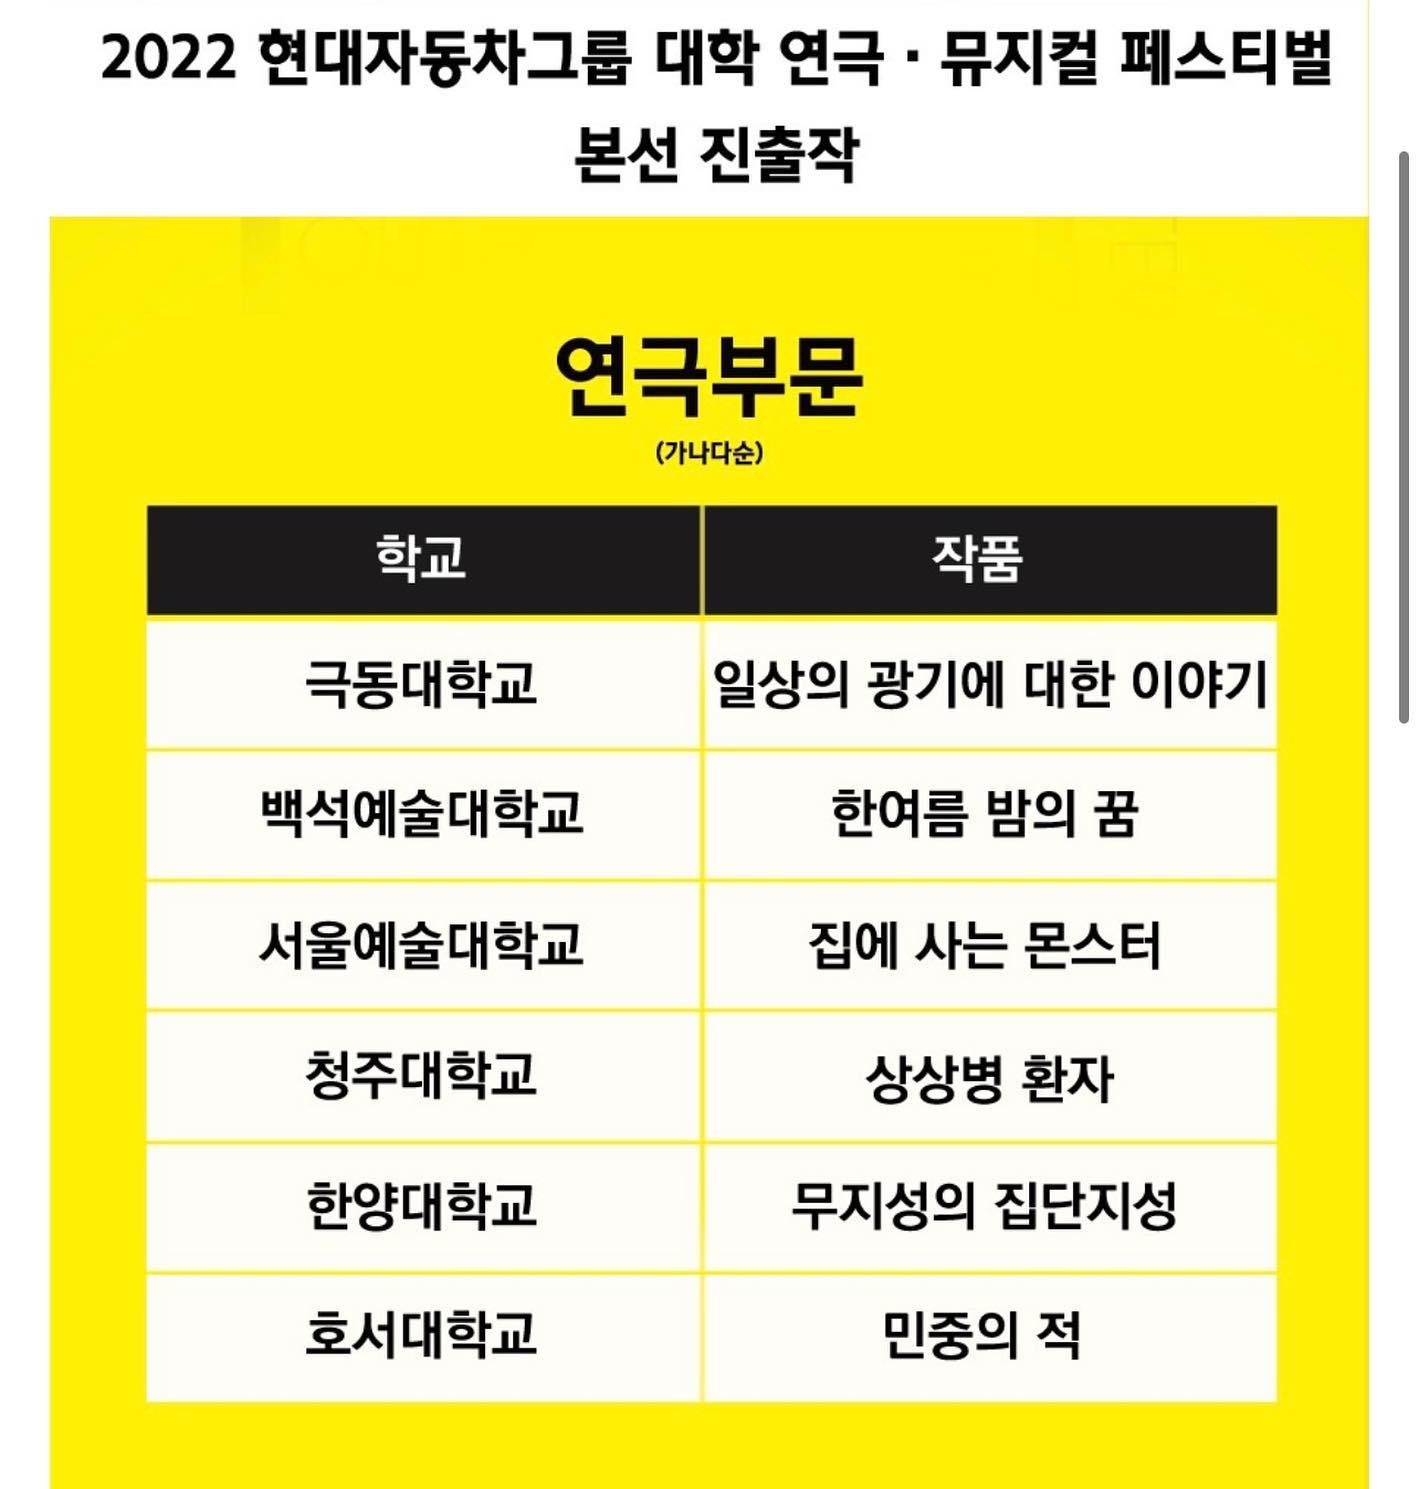 2022 현대자동차그룹 대학 연극 · 뮤지컬 페스티벌
본선 진출작
연극부문
(가나다순)
학교 작품
극동대학교 일상의 광기에 대한 이야기
백석예술대학교 한여름 밤의 꿈
서울예술대학교 집에 사는 몬스터
청주대학교 상상병 환자
한양대학교 무지성의 집단지성
호서대학교 민중의 적